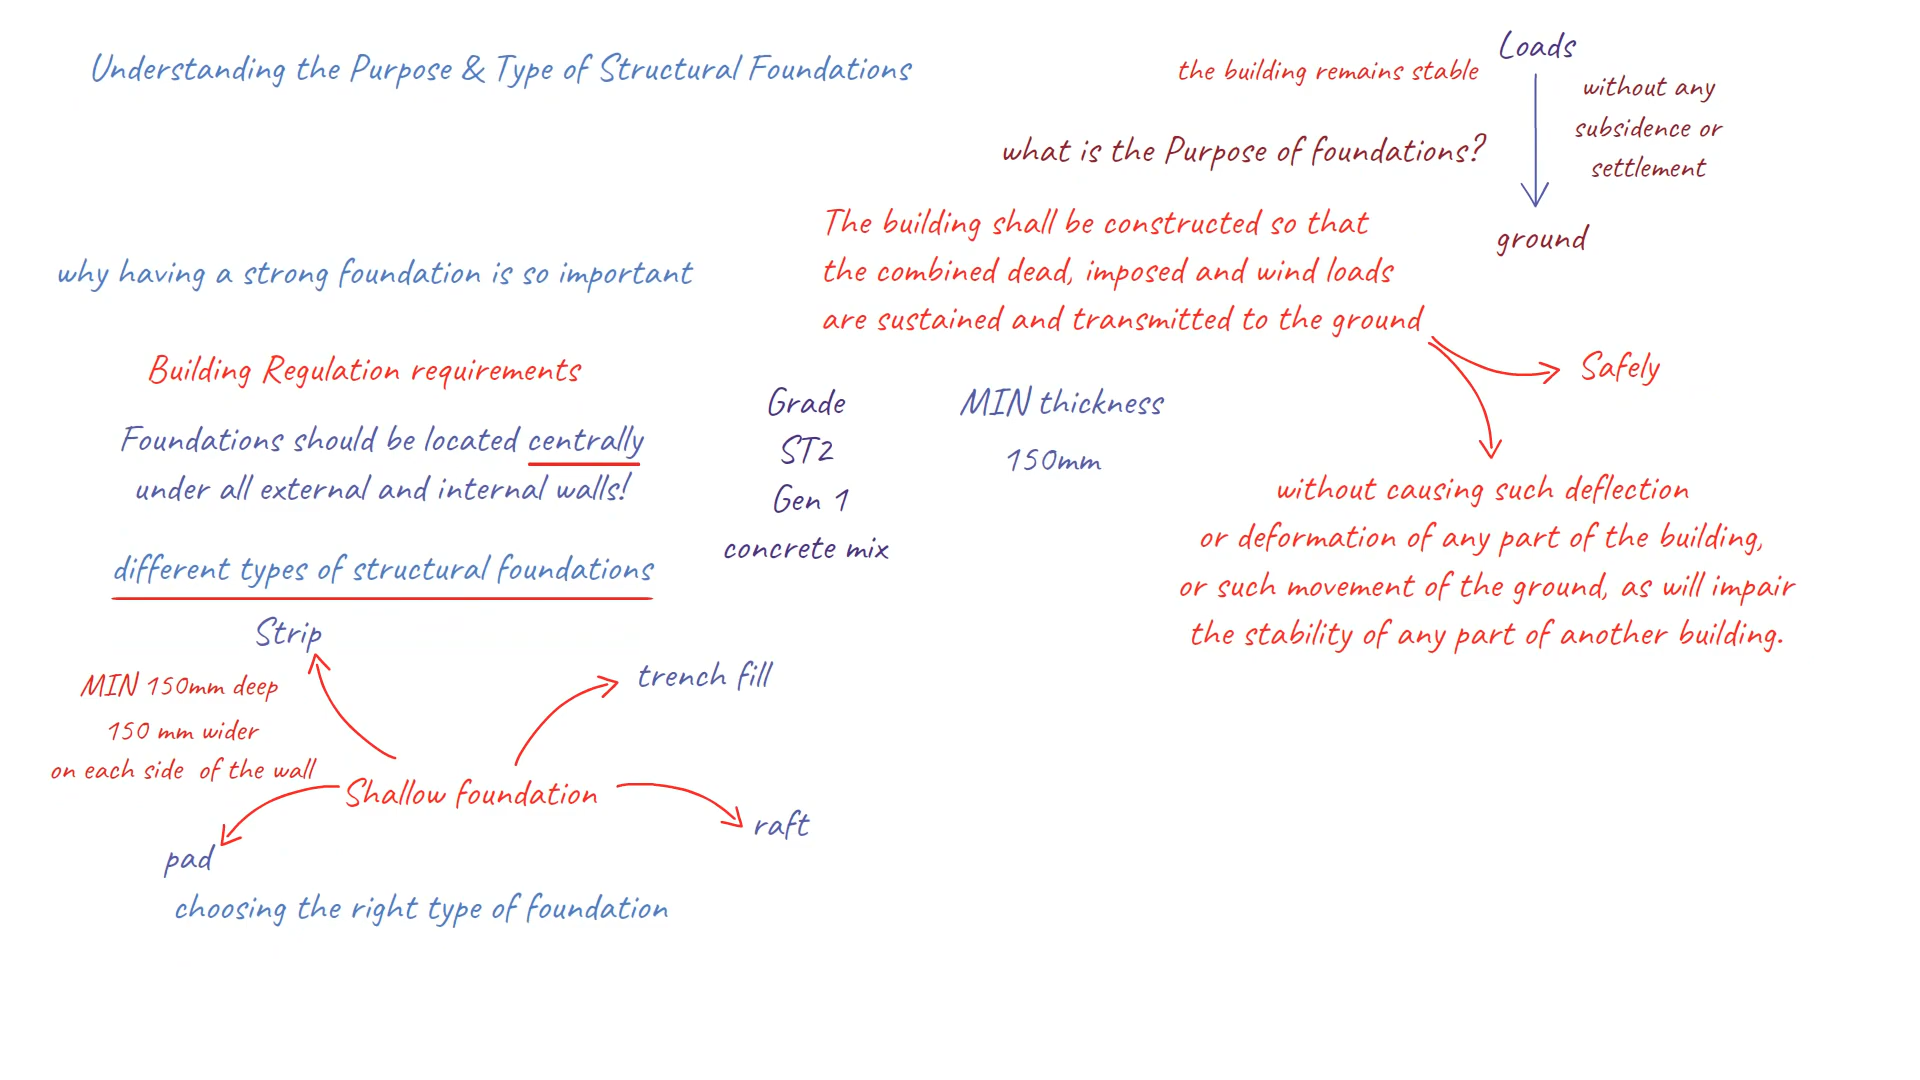 Understanding the Purpose & Type of Structural Foundations
why having a strong foundation is so important
Building Regulation requirements
Foundations should be located centrally
under all external and internal walls!
different types of structural foundations
Strip
MIN 150mm deep
150 mm wider
on each side of the wall
trench fill
Shallow foundation
raft
pad
choosing the right type of foundation
Grade
ST2
Gen 1
concrete mix
MIN thickness
150mm
the building remains stable
Loads
without any
subsidence or
settlement
what is the Purpose of foundations?
ground
The building shall be constructed so that
the combined dead, imposed and wind loads
are sustained and transmitted to the ground
Safely
without causing such deflection
or deformation of any part of the building,
or such movement of the ground, as will impair
the stability of any part of another building.